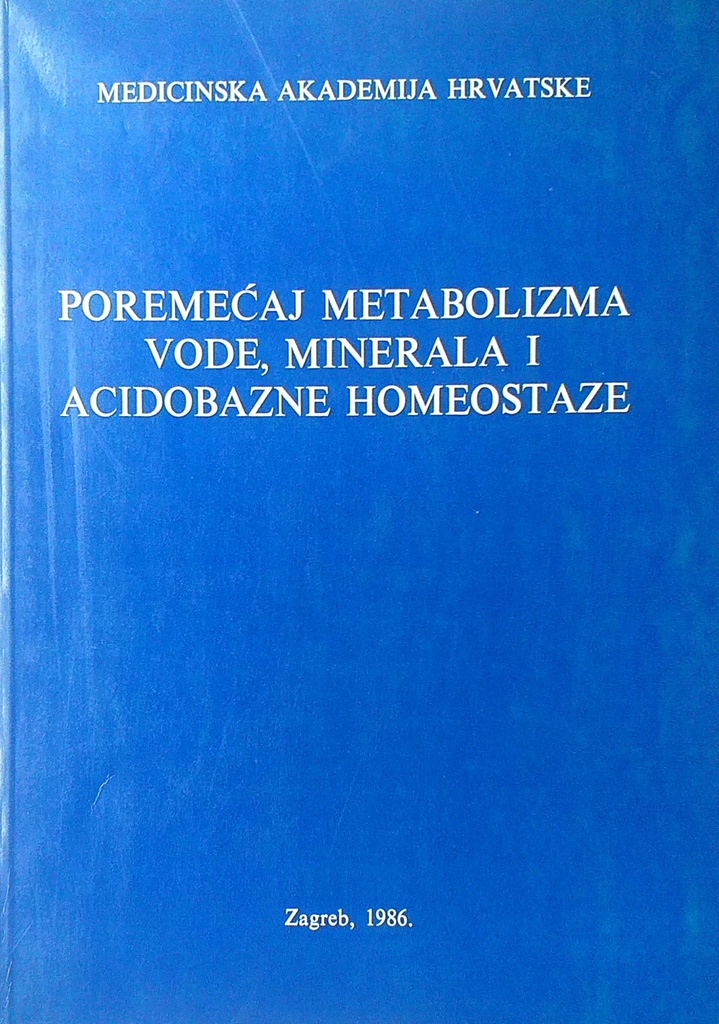 MEDICINSKA AKADEMIJA HRVATSKE
POREMEĆAJ METABOLIZMA
VODE, MINERALA I
ACIDOBAZNE HOMEOSTAZE
Zagreb, 1986.